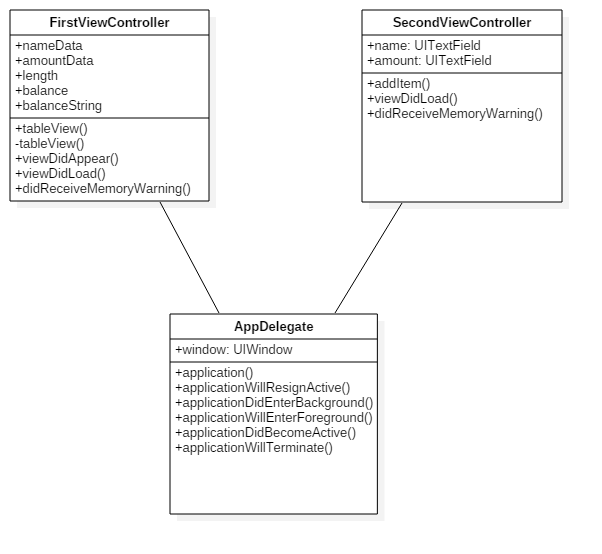 FirstViewController
+nameData
+amountData
+length
+balance
+balanceString
+tableView()
-tableView()
+viewDidAppear()
+viewDidLoad()
+didReceiveMemoryWarning()
SecondViewController
+name: UITextField
+amount: UITextField
+addItem()
+viewDidLoad()
+didReceiveMemoryWarning()
AppDelegate
+window: UIWindow
+application()
+applicationWillResignActive()
+applicationDidEnterBackground()
+applicationWillEnterForeground()
+applicationDidBecomeActive()
+applicationWillTerminate()